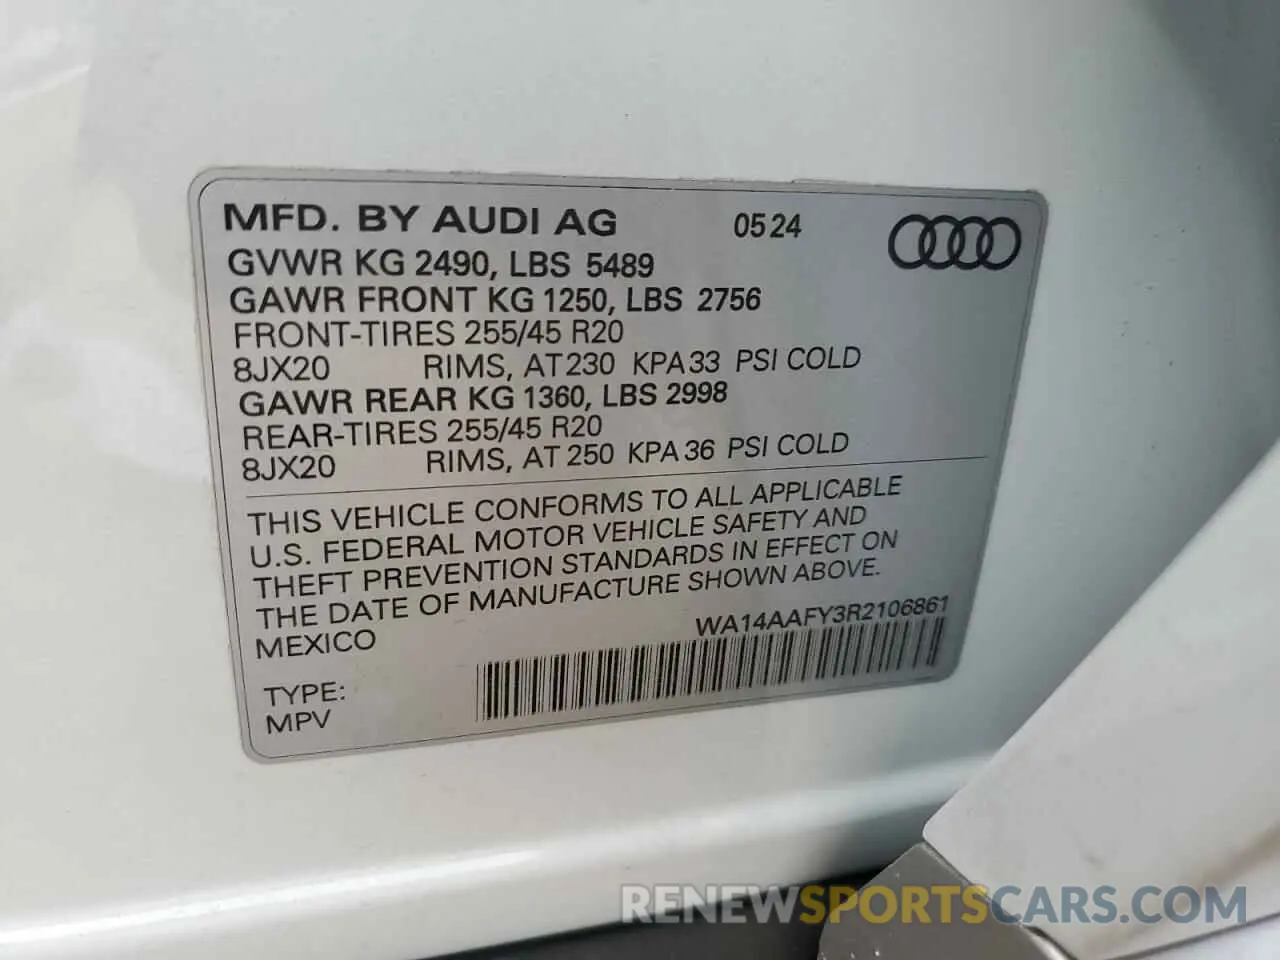 MFD. BY AUDI AG 0524
GVWR KG 2490, LBS 5489
GAWR FRONT KG 1250, LBS 2756
FRONT-TIRES 255/45 R20
8JX20 RIMS, AT 230 KPA 33 PSI COLD
GAWR REAR KG 1360, LBS 2998
REAR-TIRES 255/45 R20
8JX20 RIMS, AT 250 KPA 36 PSI COLD
THIS VEHICLE CONFORMS TO ALL APPLICABLE
U.S. FEDERAL MOTOR VEHICLE SAFETY AND
THEFT PREVENTION STANDARDS IN EFFECT ON
THE DATE OF MANUFACTURE SHOWN ABOVE.
MEXICO WA14AAFY3R2106861
TYPE:
MPV
RENEWSPORTSCARS.COM